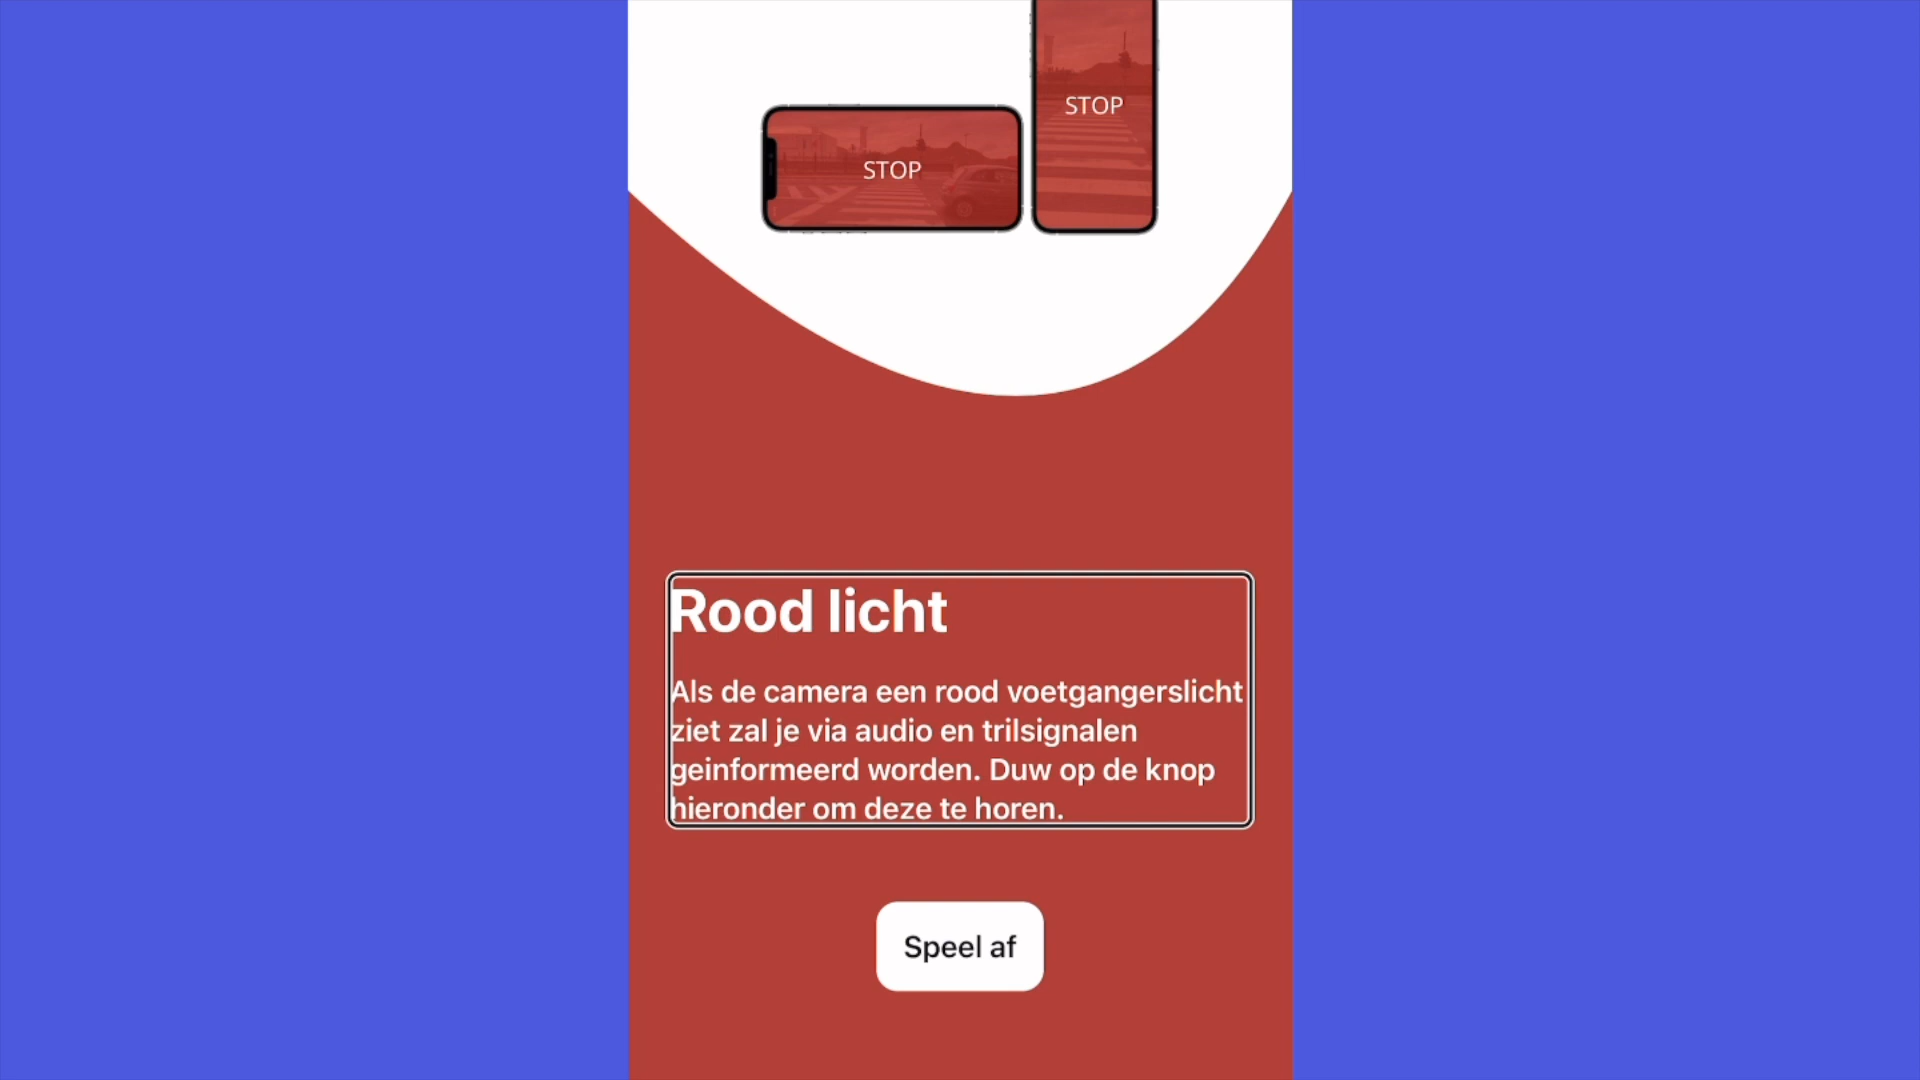 STOP
STOP
Rood licht
Als de camera een rood voetgangerslicht
ziet zal je via audio en trilsignalen
geinformeerd worden. Duw op de knop
hieronder om deze te horen.
Speel af